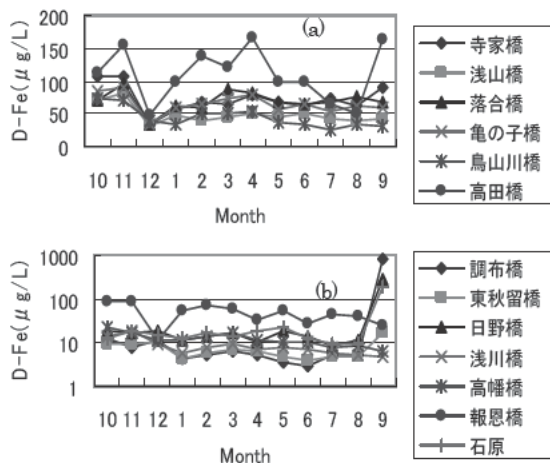 (a)
D-Fe(μg/L)
200
150
100
50
0
10 11 12 1 2 3 4 5 6 7 8 9
Month
寺家橋
浅山橋
落合橋
亀の子橋
鳥山川橋
高田橋
(b)
D-Fe(μg/L)
1000
100
10
1
10 11 12 1 2 3 4 5 6 7 8 9
Month
調布橋
東秋留橋
日野橋
浅川橋
高幡橋
報恩橋
石原